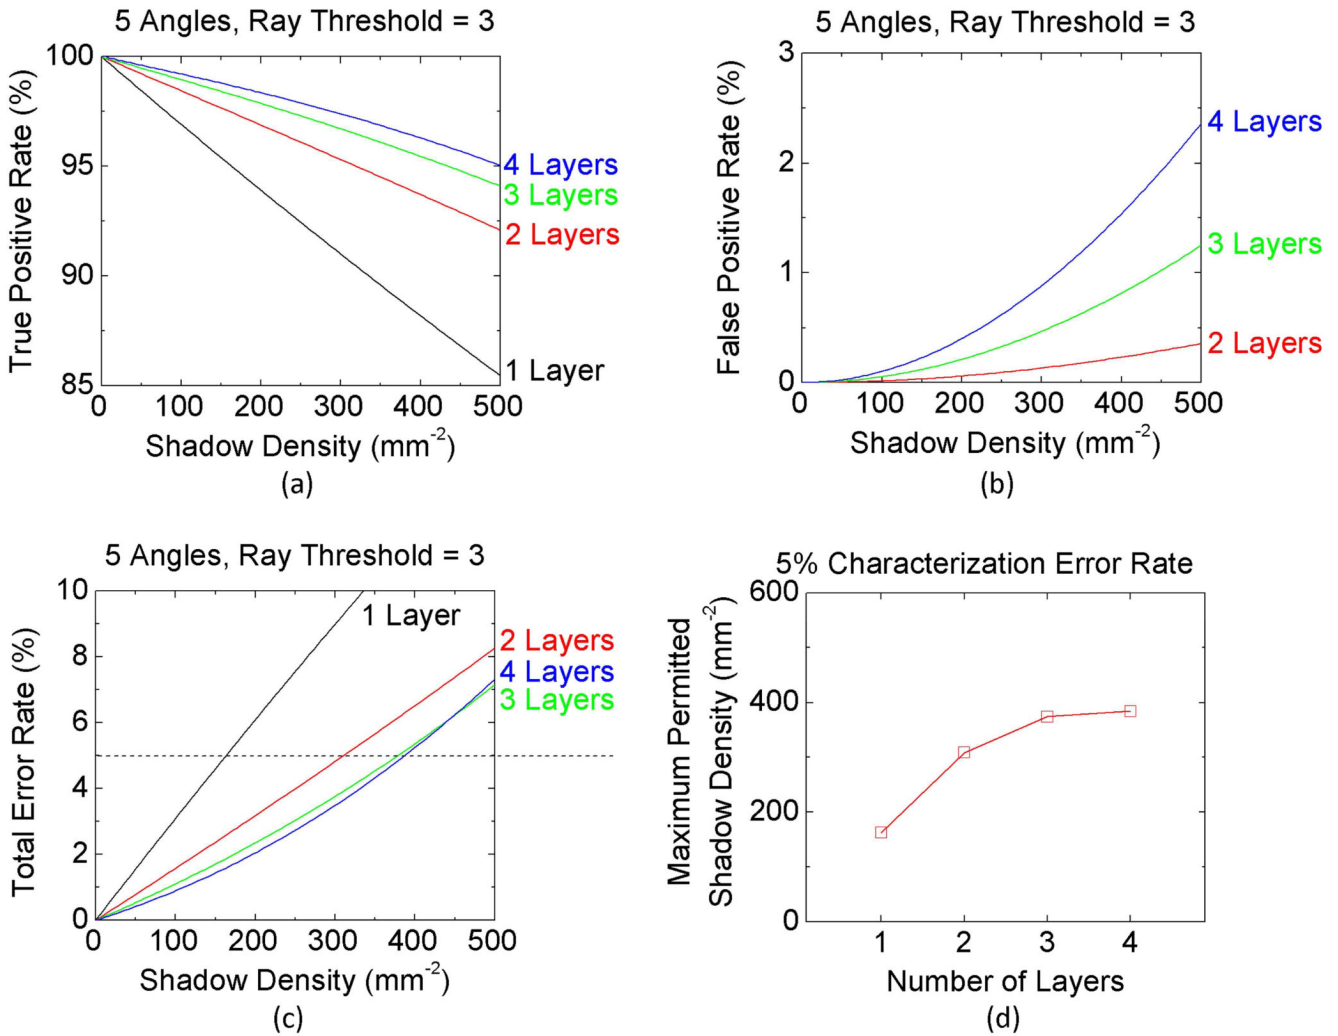 5 Angles, Ray Threshold = 3
True Positive Rate (%)
100
95
90
85
4 Layers
3 Layers
2 Layers
1 Layer
0 100 200 300 400 500
Shadow Density (mm⁻²)
(a)
5 Angles, Ray Threshold = 3
False Positive Rate (%)
3
2
1
0
4 Layers
3 Layers
2 Layers
0 100 200 300 400 500
Shadow Density (mm⁻²)
(b)
5 Angles, Ray Threshold = 3
Total Error Rate (%)
10
8
6
4
2
0
1 Layer
2 Layers
4 Layers
3 Layers
0 100 200 300 400 500
Shadow Density (mm⁻²)
(c)
5% Characterization Error Rate
Maximum Permitted
Shadow Density (mm⁻²)
600
400
200
0
1 2 3 4
Number of Layers
(d)